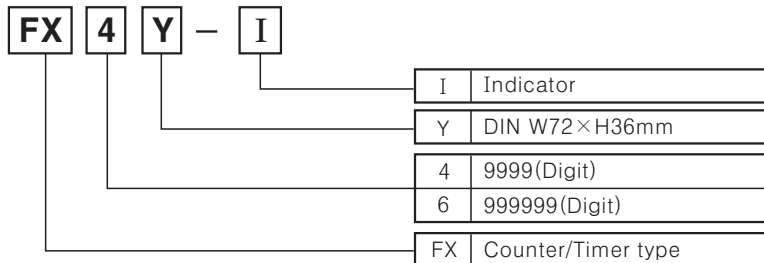 FX 4 Y - I
I Indicator
Y DIN W72×H36mm
4 9999(Digit)
6 999999(Digit)
FX Counter/Timer type